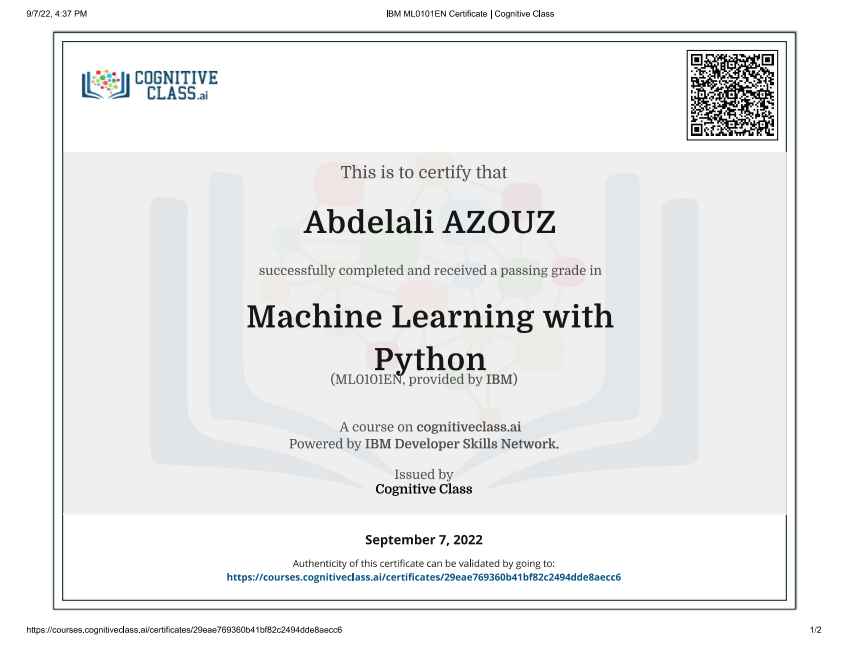 9/7/22, 4:37 PM
IBM ML0101EN Certificate | Cognitive Class
COGNITIVE
CLASS.ai
This is to certify that
Abdelali AZOUZ
successfully completed and received a passing grade in
Machine Learning with
Python
(ML0101EN, provided by IBM)
A course on cognitiveclass.ai
Powered by IBM Developer Skills Network.
Issued by
Cognitive Class
September 7, 2022
Authenticity of this certificate can be validated by going to:
https://courses.cognitiveclass.ai/certificates/29eae769360b41bf82c2494dde8aecc6
https://courses.cognitiveclass.ai/certificates/29eae769360b41bf82c2494dde8aecc6
1/2